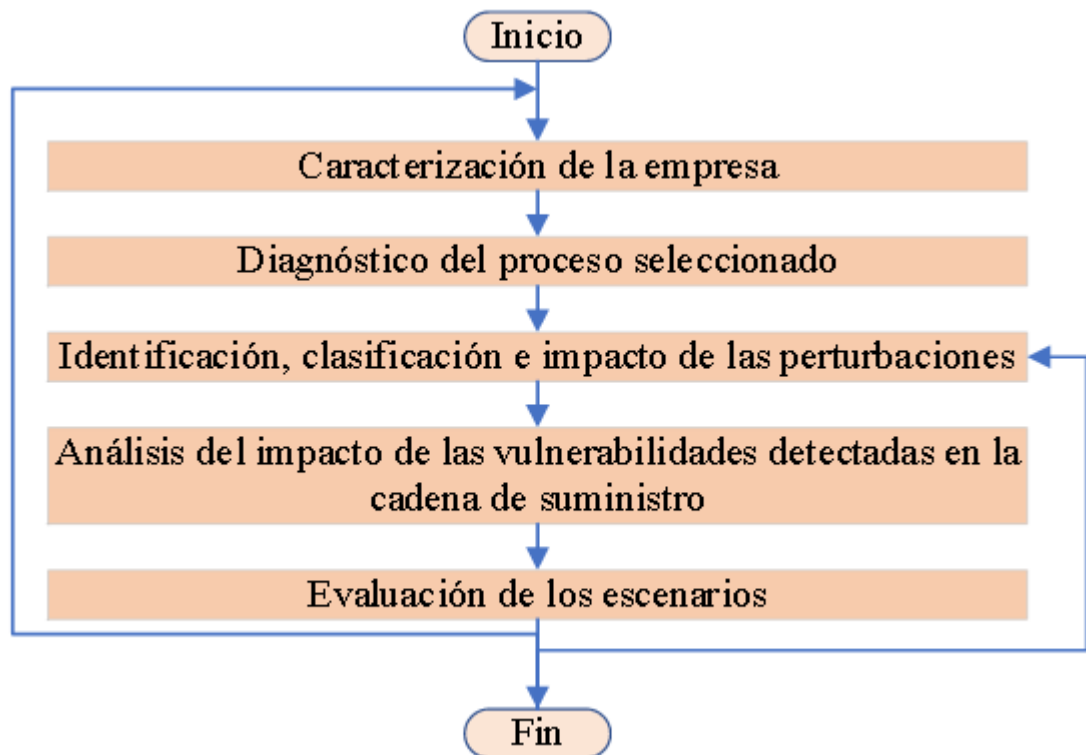 Inicio
Caracterización de la empresa
Diagnóstico del proceso seleccionado
Identificación, clasificación e impacto de las perturbaciones
Análisis del impacto de las vulnerabilidades detectadas en la
cadena de suministro
Evaluación de los escenarios
Fin